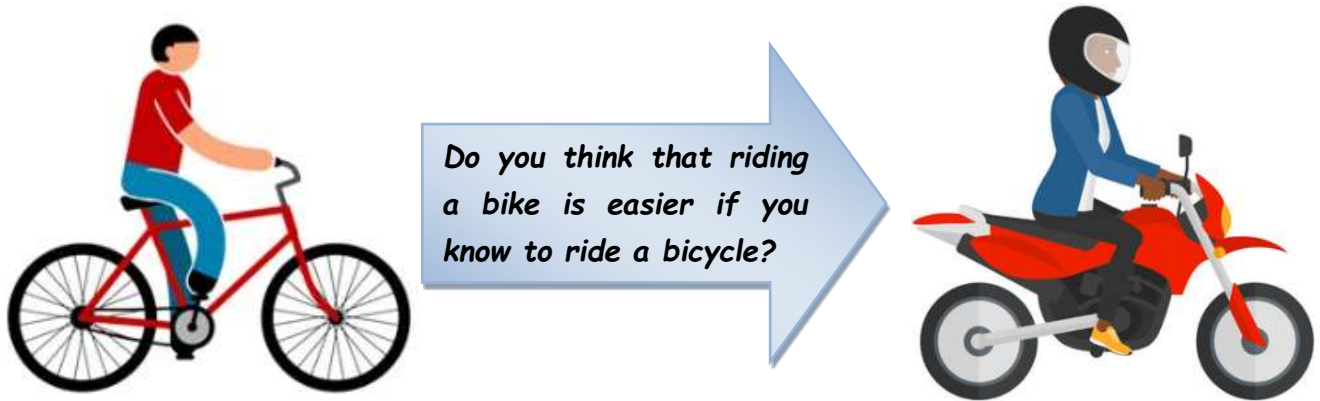 Do you think that riding
a bike is easier if you
know to ride a bicycle?